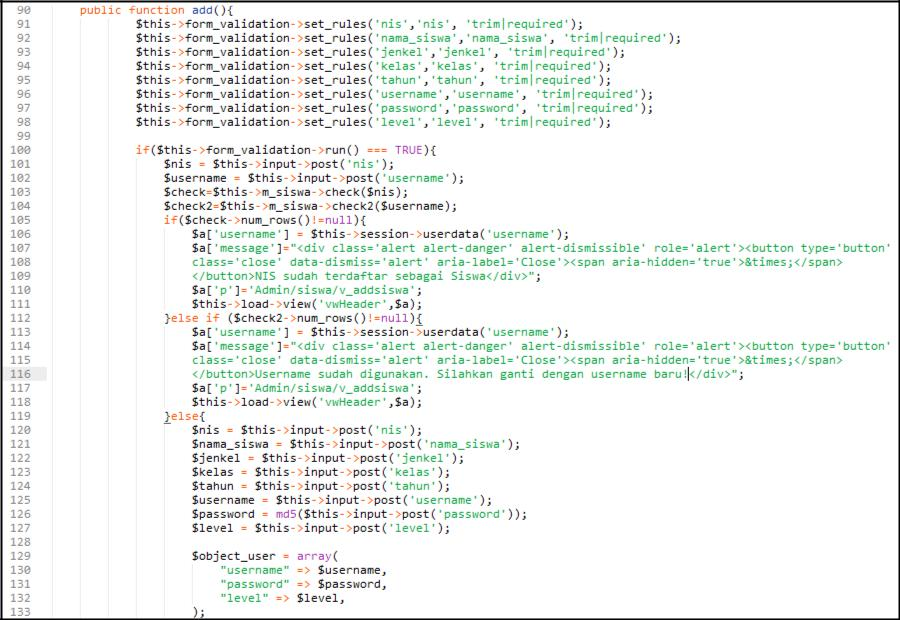 90 public function add(){
91 $this->form_validation->set_rules('nis','nis', 'trim|required');
92 $this->form_validation->set_rules('nama_siswa','nama_siswa', 'trim|required');
93 $this->form_validation->set_rules('jenkel','jenkel', 'trim|required');
94 $this->form_validation->set_rules('kelas','kelas', 'trim|required');
95 $this->form_validation->set_rules('tahun','tahun', 'trim|required');
96 $this->form_validation->set_rules('username','username', 'trim|required');
97 $this->form_validation->set_rules('password','password', 'trim|required');
98 $this->form_validation->set_rules('level','level', 'trim|required');
99
100 if($this->form_validation->run() === TRUE){
101 $nis = $this->input->post('nis');
102 $username = $this->input->post('username');
103 $check=$this->m_siswa->check($nis);
104 $check2=$this->m_siswa->check2($username);
105 if($check->num_rows()!=null){
106 $a['username'] = $this->session->userdata('username');
107 $a['message']="<div class='alert alert-danger' alert-dismissible' role='alert'><button type='button'
108 class='close' data-dismiss='alert' aria-label='Close'><span aria-hidden='true'>&times;</span>
109 </button>NIS sudah terdaftar sebagai Siswa</div>";
110 $a['p']='Admin/siswa/v_addsiswa';
111 $this->load->view('vwHeader',$a);
112 }else if ($check2->num_rows()!=null){
113 $a['username'] = $this->session->userdata('username');
114 $a['message']="<div class='alert alert-danger' alert-dismissible' role='alert'><button type='button'
115 class='close' data-dismiss='alert' aria-label='Close'><span aria-hidden='true'>&times;</span>
116 </button>Username sudah digunakan. Silahkan ganti dengan username baru!</div>";
117 $a['p']='Admin/siswa/v_addsiswa';
118 $this->load->view('vwHeader',$a);
119 }else{
120 $nis = $this->input->post('nis');
121 $nama_siswa = $this->input->post('nama_siswa');
122 $jenkel = $this->input->post('jenkel');
123 $kelas = $this->input->post('kelas');
124 $tahun = $this->input->post('tahun');
125 $username = $this->input->post('username');
126 $password = md5($this->input->post('password'));
127 $level = $this->input->post('level');
128
129 $object_user = array(
130 "username" => $username,
131 "password" => $password,
132 "level" => $level,
133 );